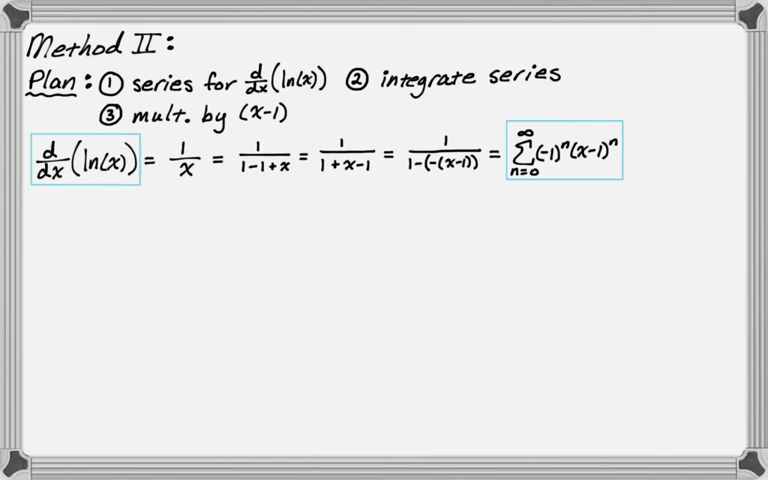 Method II:
Plan: ① series for d/dx(ln(x)) ② integrate series
③ mult. by (x-1)
d/dx(ln(x)) = 1/x = 1/(1-1+x) = 1/(1+x-1) = 1/(1-(-(x-1))) = ∑_{n=0}^{∞} (-1)^n (x-1)^n